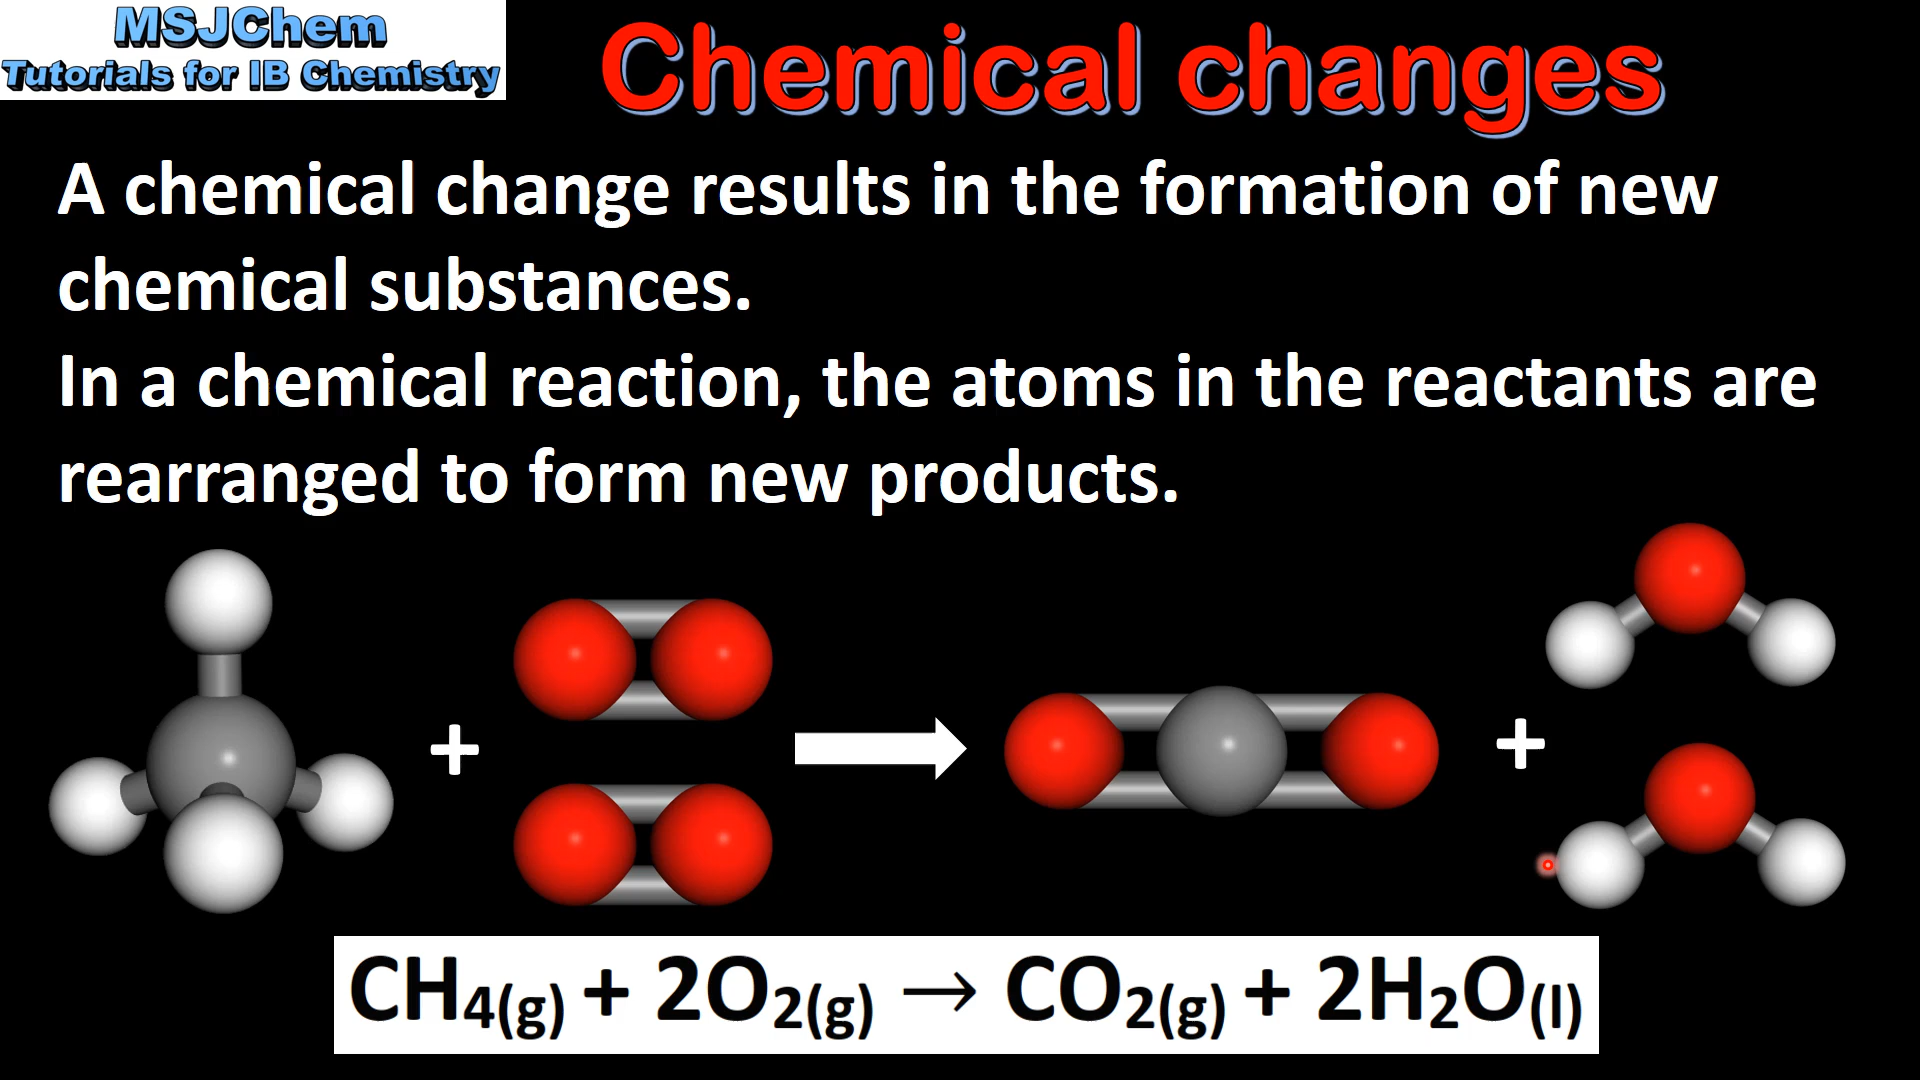 MSJChem
Tutorials for IB Chemistry
Chemical changes
A chemical change results in the formation of new
chemical substances.
In a chemical reaction, the atoms in the reactants are
rearranged to form new products.
+
+
CH₄(g) + 2O₂(g) → CO₂(g) + 2H₂O(l)